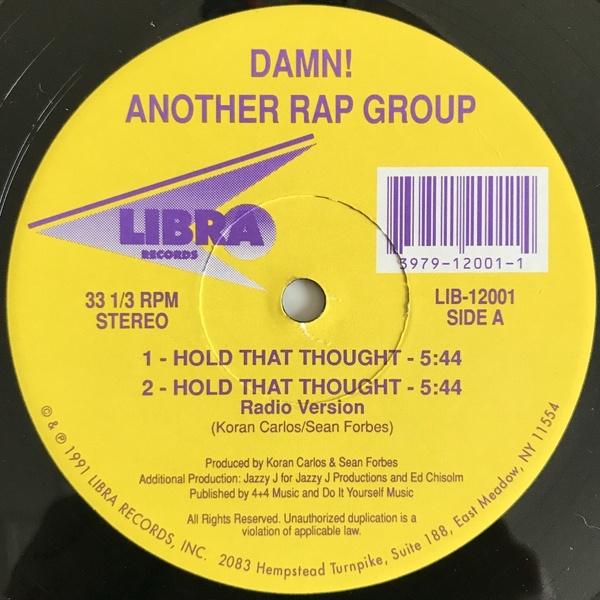 DAMN!
ANOTHER RAP GROUP
LIBRA
RECORDS
3979-12001-1
33 1/3 RPM
STEREO
LIB-12001
SIDE A
1 - HOLD THAT THOUGHT - 5:44
2 - HOLD THAT THOUGHT - 5:44
Radio Version
(Koran Carlos/Sean Forbes)
Produced by Koran Carlos & Sean Forbes
Additional Production: Jazzy J for Jazzy J Productions and Ed Chisolm
Published by 4+4 Music and Do It Yourself Music
All Rights Reserved. Unauthorized duplication is a
violation of applicable law.
© & ℗ 1991 LIBRA RECORDS, INC. 2083 Hempstead Turnpike, Suite 188, East Meadow, NY 11554